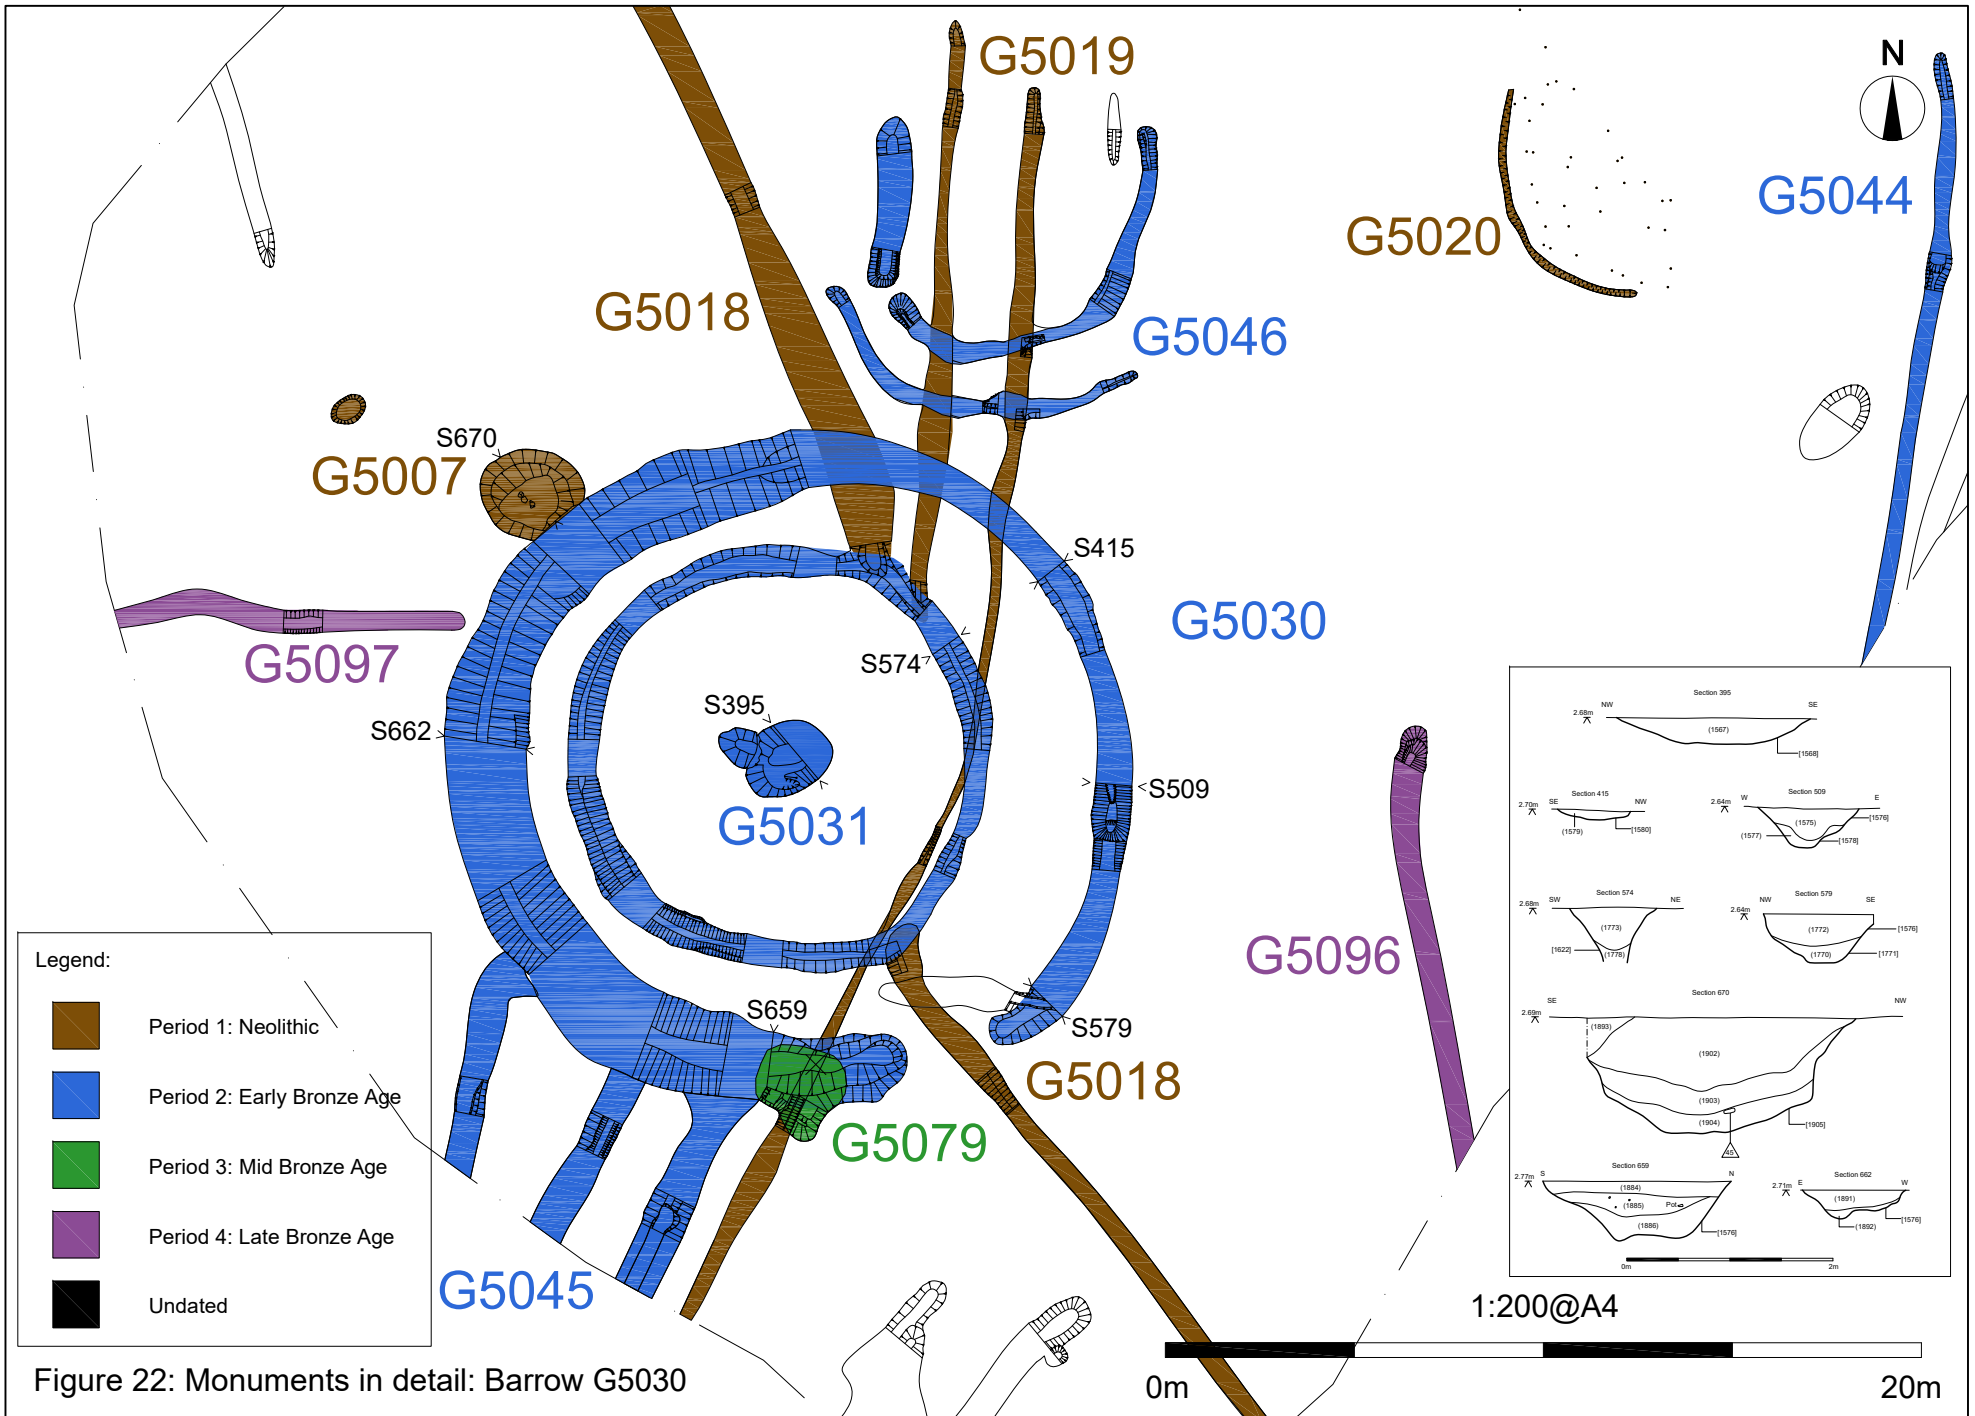 G5019
N
G5044
G5020
G5018
G5046
S670
G5007
S415
G5030
S574
G5097
S395
S662
S509
G5031
G5096
S659
S579
G5018
G5079
G5045
Legend:
Period 1: Neolithic
Period 2: Early Bronze Age
Period 3: Mid Bronze Age
Period 4: Late Bronze Age
Undated
Section 395
NW SE
2.68m
(1567)
[1568]
Section 415
SE NW
2.70m
(1579)
[1580]
Section 509
W E
2.64m
(1575)
[1576]
(1577)
[1578]
Section 574
SW NE
2.68m
(1773)
[1622]
(1778)
Section 579
NW SE
2.64m
(1772)
[1576]
(1770)
[1771]
Section 670
SE NW
2.69m
(1893)
(1902)
(1903)
(1904)
[1905]
45
Section 659
S N
2.77m
(1884)
(1885)
Pot
(1886)
[1576]
Section 662
E W
2.71m
(1891)
[1576]
(1892)
0m 2m
1:200@A4
0m 20m
Figure 22: Monuments in detail: Barrow G5030